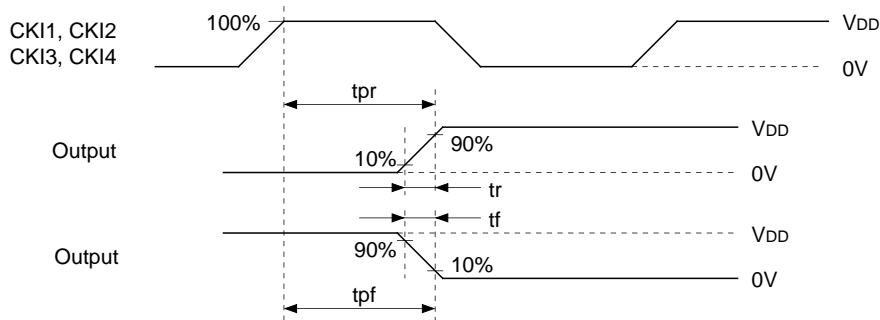 CKI1, CKI2
CKI3, CKI4
100%
VDD
0V
tpr
Output
10%
90%
VDD
0V
tr
tf
Output
90%
10%
VDD
0V
tpf